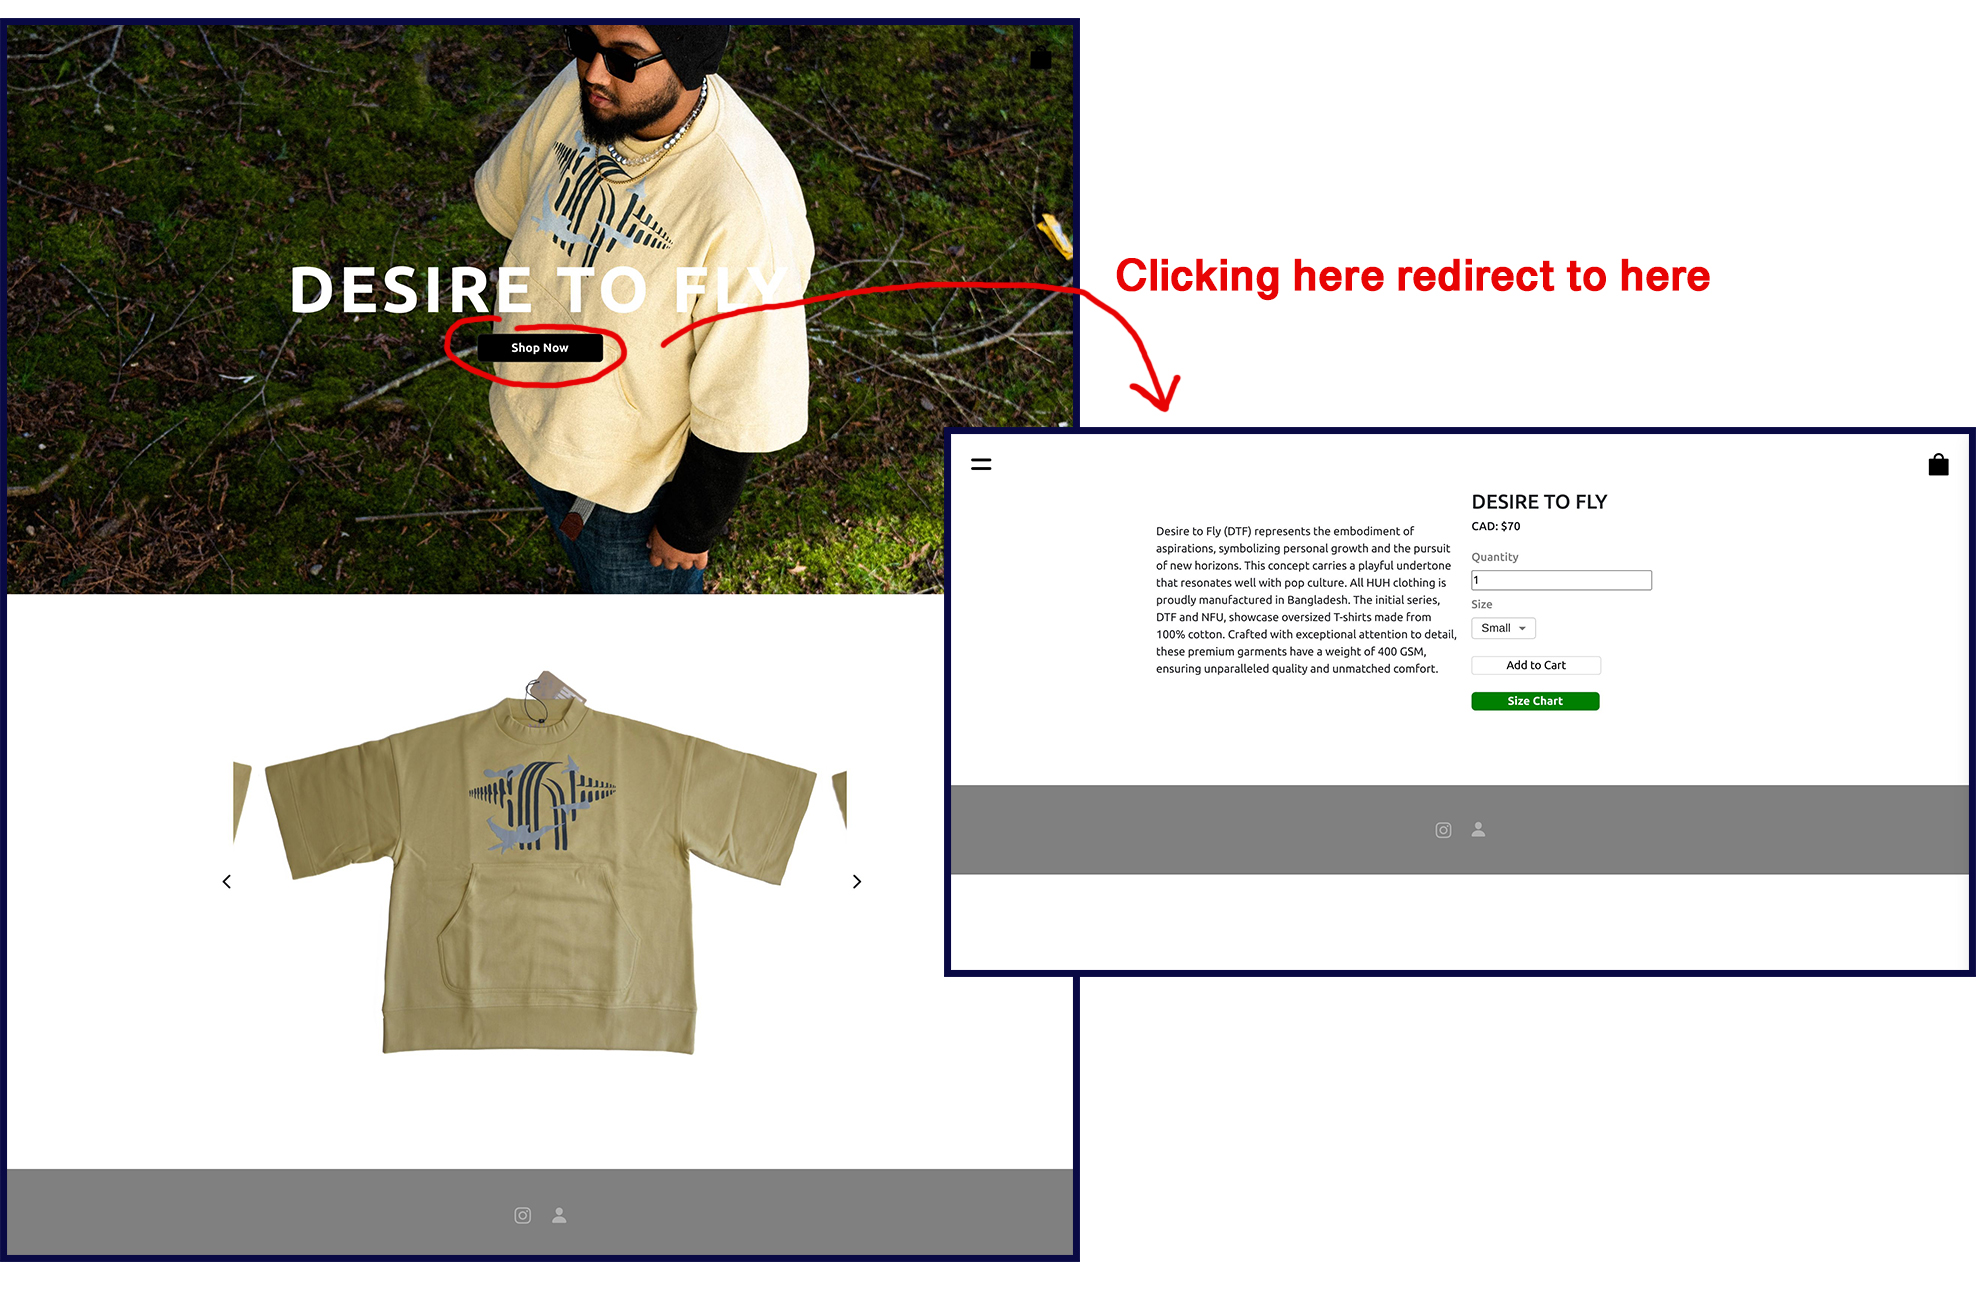 DESIRE TO FLY
Shop Now
Clicking here redirect to here
Desire to Fly (DTF) represents the embodiment of
aspirations, symbolizing personal growth and the pursuit
of new horizons. This concept carries a playful undertone
that resonates well with pop culture. All HUH clothing is
proudly manufactured in Bangladesh. The initial series,
DTF and NFU, showcase oversized T-shirts made from
100% cotton. Crafted with exceptional attention to detail,
these premium garments have a weight of 400 GSM,
ensuring unparalleled quality and unmatched comfort.
DESIRE TO FLY
CAD: $70
Quantity
1
Size
Small
Add to Cart
Size Chart